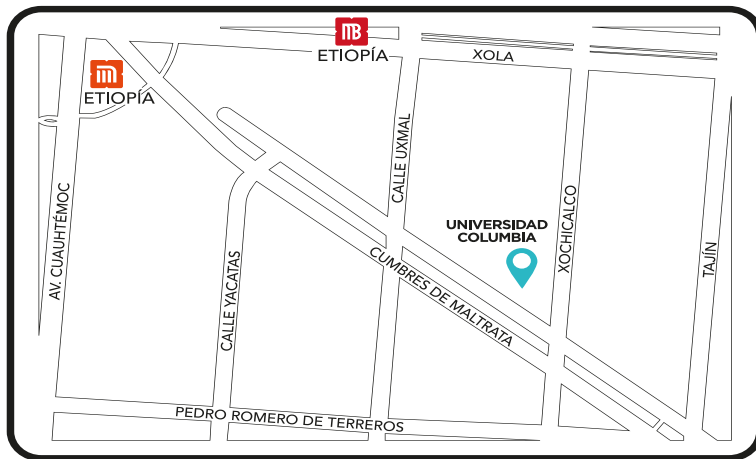 MB
ETIOPÍA
XOLA
ETIOPÍA
CALLE UXMAL
UNIVERSIDAD
COLUMBIA
XOCHICALCO
TAJÍN
AV. CUAUHTÉMOC
CALLE YACATAS
CUMBRES DE MALTRATA
PEDRO ROMERO DE TERREROS